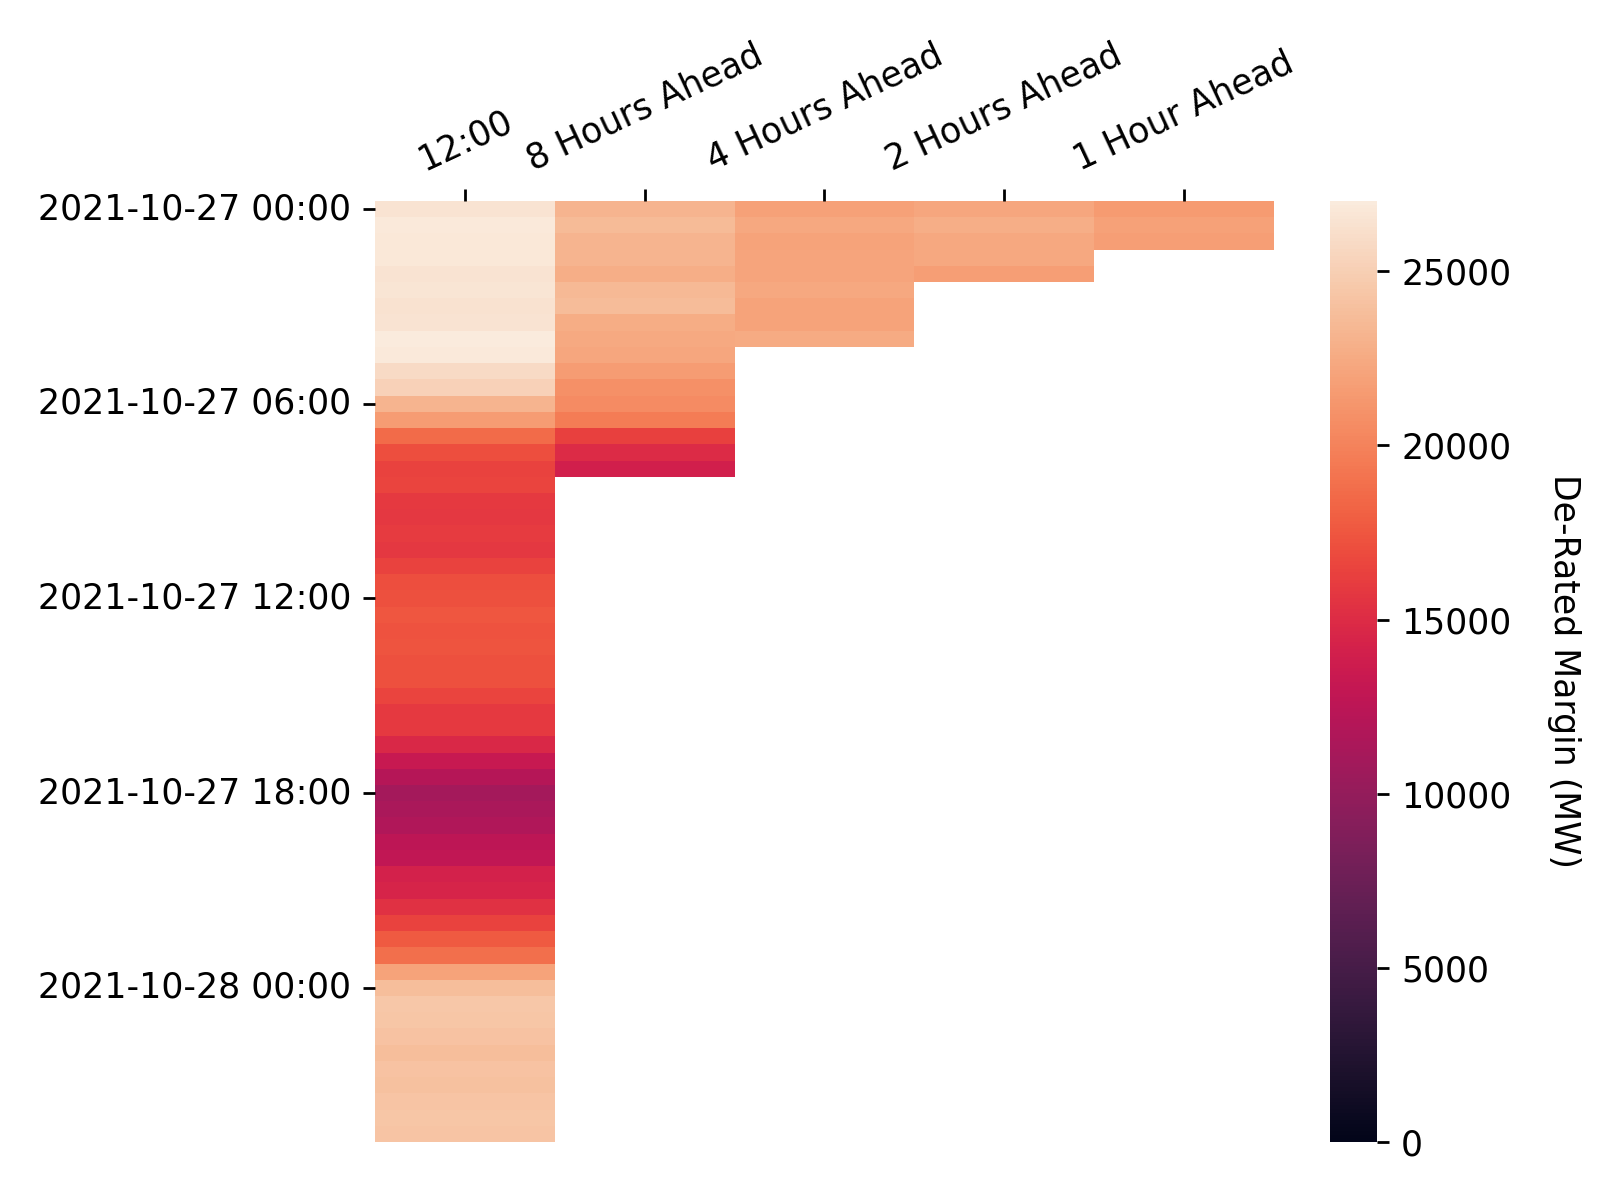 12:00
8 Hours Ahead
4 Hours Ahead
2 Hours Ahead
1 Hour Ahead
2021-10-27 00:00
2021-10-27 06:00
2021-10-27 12:00
2021-10-27 18:00
2021-10-28 00:00
25000
20000
15000
10000
5000
0
De-Rated Margin (MW)